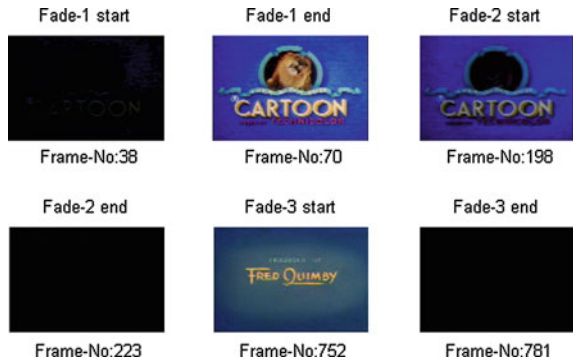 Fade-1 start
Fade-1 end
Fade-2 start
CARTOON
CARTOON
TECHNICOLOR
CARTOON
TECHNICOLOR
Frame-No:38
Frame-No:70
Frame-No:198
Fade-2 end
Fade-3 start
Fade-3 end
FRED QUIMBY
Frame-No:223
Frame-No:752
Frame-No:781